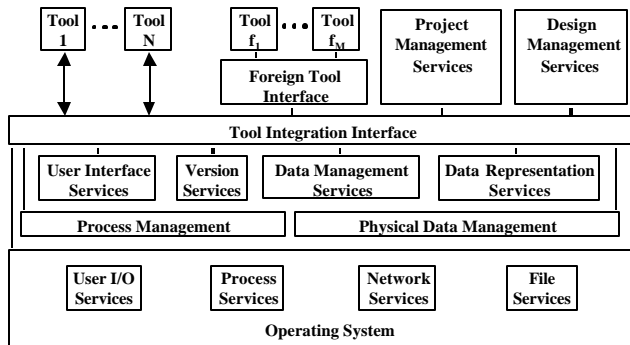 Tool
1
Tool
N
Tool
f1
Tool
fM
Project
Management
Services
Design
Management
Services
Foreign Tool
Interface
Tool Integration Interface
User Interface
Services
Version
Services
Data Management
Services
Data Representation
Services
Process Management
Physical Data Management
User I/O
Services
Process
Services
Network
Services
File
Services
Operating System